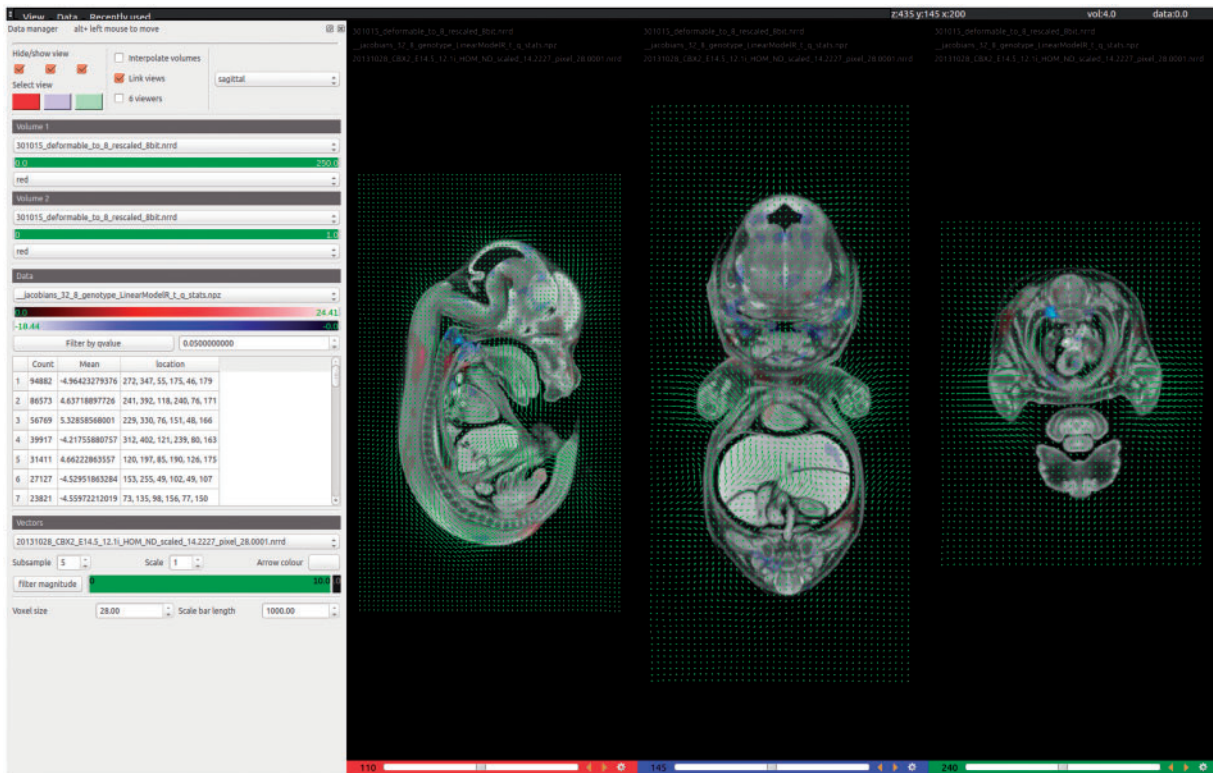 View Data Recently used
z:435 y:145 x:200 vol:4.0 data:0.0
Data manager alt+ left mouse to move
Hide/show view
Interpolate volumes
Link views
sagittal
Select view
6 viewers
Volume 1
301015_deformable_to_8_rescaled_8bit.nrrd
0.0 250.0
red
Volume 2
301015_deformable_to_8_rescaled_8bit.nrrd
0 1.0
red
Data
__jacobians_32_8_genotype_LinearModelR_t_q_stats.npz
0.0 24.41
-18.44 -0.0
Filter by qvalue 0.0500000000
Count Mean location
1 94882 -4.96423279376 272, 347, 55, 175, 46, 179
2 86573 4.63718897726 241, 392, 118, 240, 76, 171
3 56769 5.32858568001 229, 330, 76, 151, 48, 166
4 39917 -4.21755880757 312, 402, 121, 239, 80, 163
5 31411 4.66222863557 120, 197, 85, 190, 126, 175
6 27127 -4.52951863284 153, 255, 49, 102, 49, 107
7 23821 -4.55972212019 73, 135, 98, 156, 77, 150
Vectors
20131028_CBX2_E14.5_12.1i_HOM_ND_scaled_14.2227_pixel_28.0001.nrrd
Subsample 5 Scale 1 Arrow colour
filter magnitude 0 10.0
Voxel size 28.00 Scale bar length 1000.00
301015_deformable_to_8_rescaled_8bit.nrrd
__jacobians_32_8_genotype_LinearModelR_t_q_stats.npz
20131028_CBX2_E14.5_12.1i_HOM_ND_scaled_14.2227_pixel_28.0001.nrrd
301015_deformable_to_8_rescaled_8bit.nrrd
__jacobians_32_8_genotype_LinearModelR_t_q_stats.npz
20131028_CBX2_E14.5_12.1i_HOM_ND_scaled_14.2227_pixel_28.0001.nrrd
301015_deformable_to_8_rescaled_8bit.nrrd
__jacobians_32_8_genotype_LinearModelR_t_q_stats.npz
20131028_CBX2_E14.5_12.1i_HOM_ND_scaled_14.2227_pixel_28.0001.nrrd
110
145
240